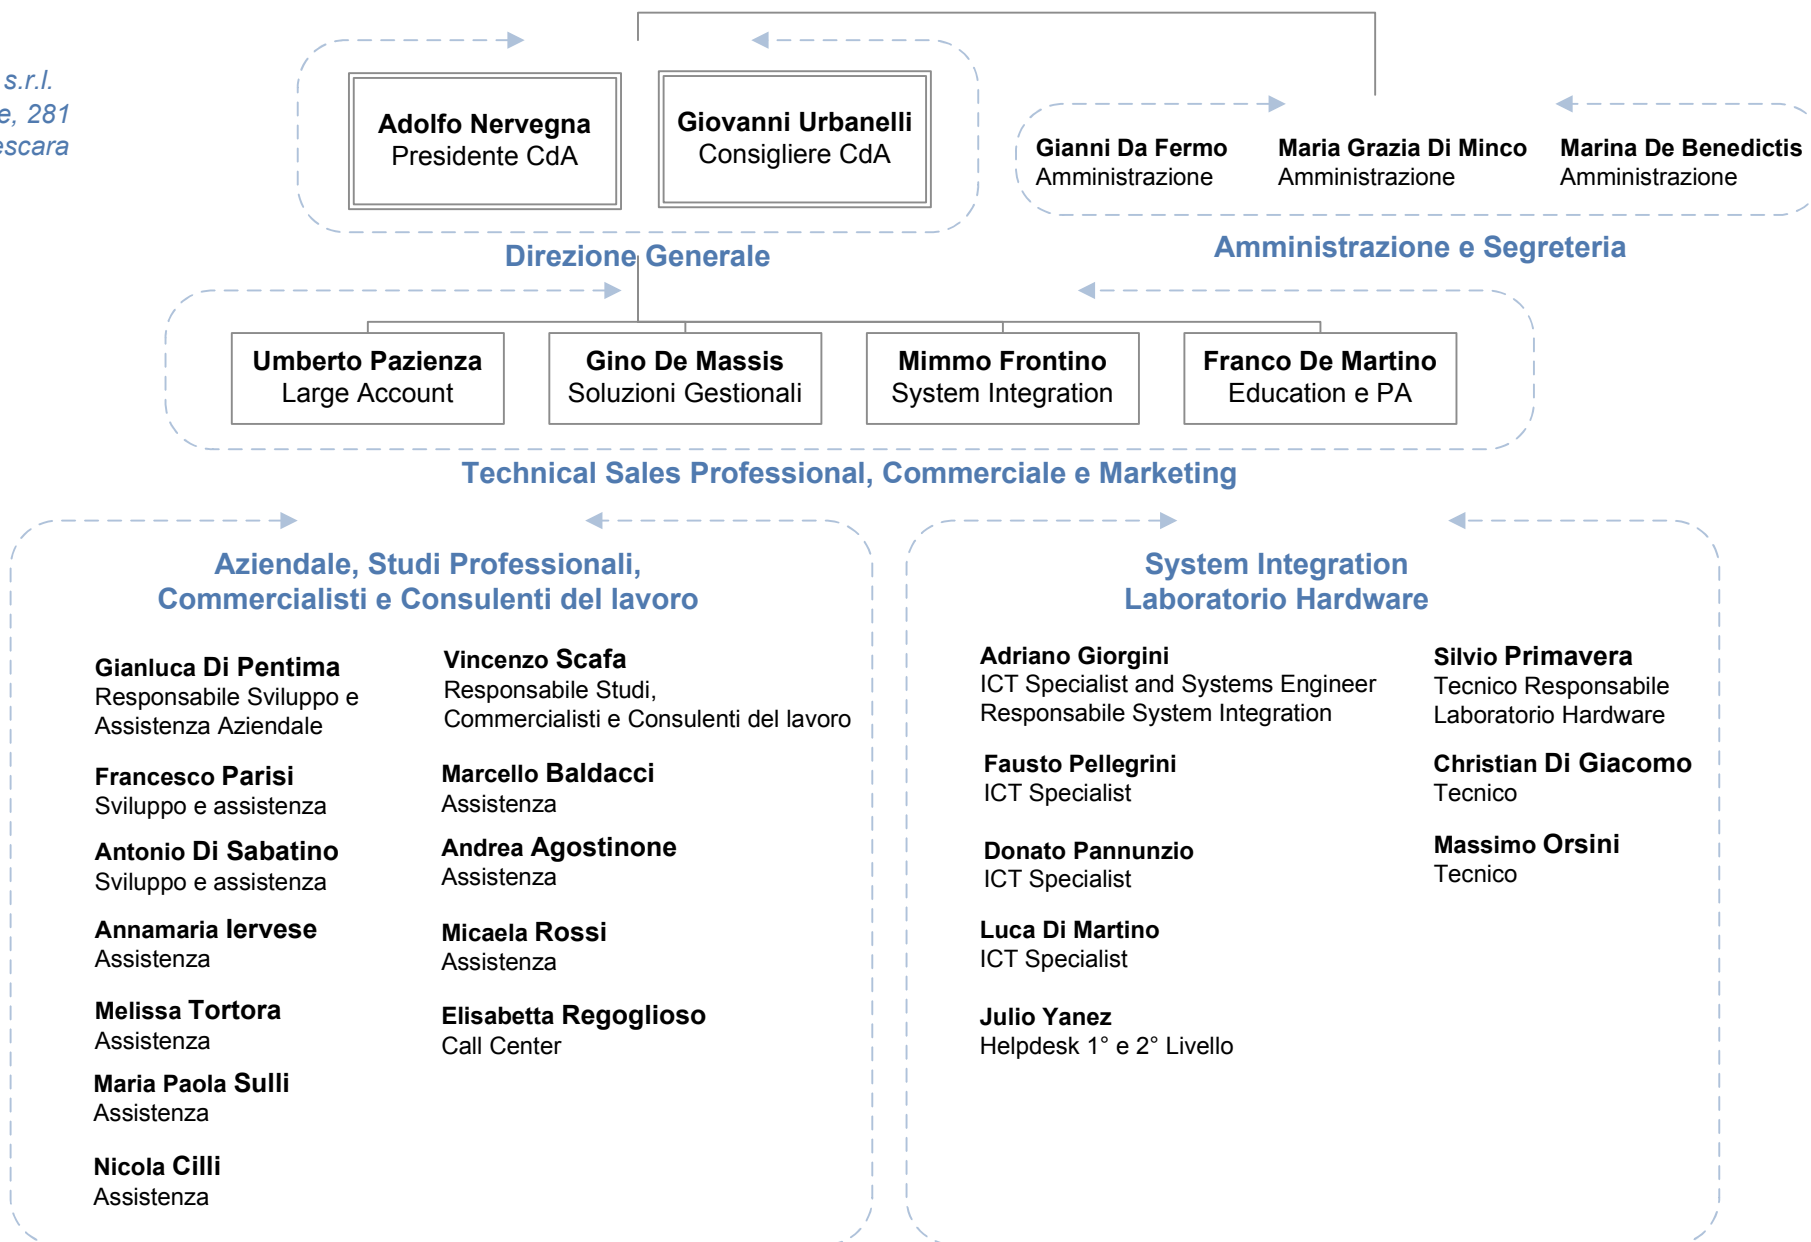 s.r.l.
e, 281
escara
Adolfo Nervegna
Presidente CdA
Giovanni Urbanelli
Consigliere CdA
Direzione Generale
Gianni Da Fermo
Amministrazione
Maria Grazia Di Minco
Amministrazione
Marina De Benedictis
Amministrazione
Amministrazione e Segreteria
Umberto Pazienza
Large Account
Gino De Massis
Soluzioni Gestionali
Mimmo Frontino
System Integration
Franco De Martino
Education e PA
Technical Sales Professional, Commerciale e Marketing
Aziendale, Studi Professionali,
Commercialisti e Consulenti del lavoro
Gianluca Di Pentima
Responsabile Sviluppo e
Assistenza Aziendale
Francesco Parisi
Sviluppo e assistenza
Antonio Di Sabatino
Sviluppo e assistenza
Annamaria Iervese
Assistenza
Melissa Tortora
Assistenza
Maria Paola Sulli
Assistenza
Nicola Cilli
Assistenza
Vincenzo Scafa
Responsabile Studi,
Commercialisti e Consulenti del lavoro
Marcello Baldacci
Assistenza
Andrea Agostinone
Assistenza
Micaela Rossi
Assistenza
Elisabetta Regoglioso
Call Center
System Integration
Laboratorio Hardware
Adriano Giorgini
ICT Specialist and Systems Engineer
Responsabile System Integration
Fausto Pellegrini
ICT Specialist
Donato Pannunzio
ICT Specialist
Luca Di Martino
ICT Specialist
Julio Yanez
Helpdesk 1° e 2° Livello
Silvio Primavera
Tecnico Responsabile
Laboratorio Hardware
Christian Di Giacomo
Tecnico
Massimo Orsini
Tecnico